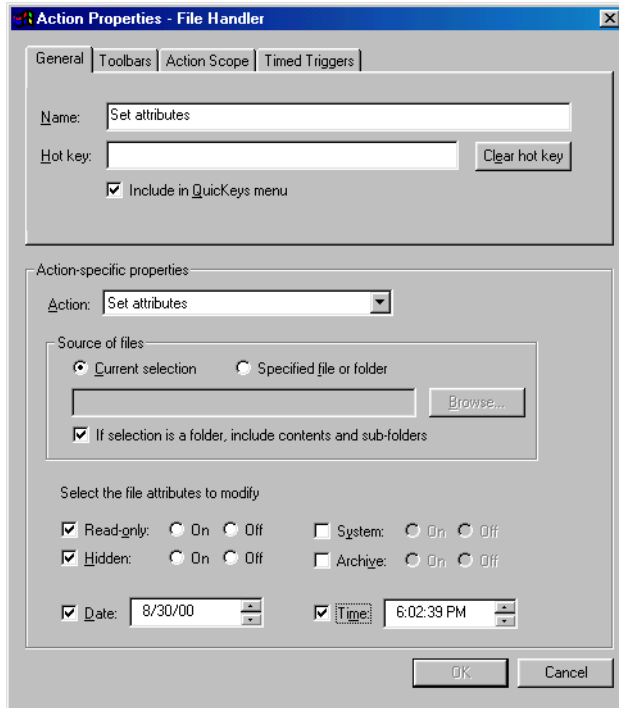 Action Properties - File Handler
General Toolbars Action Scope Timed Triggers
Name: Set attributes
Hot key: Clear hot key
Include in QuicKeys menu
Action-specific properties
Action: Set attributes
Source of files
Current selection Specified file or folder
Browse...
If selection is a folder, include contents and sub-folders
Select the file attributes to modify
Read-only: On Off System: On Off
Hidden: On Off Archive: On Off
Date: 8/30/00 Time: 6:02:39 PM
OK Cancel